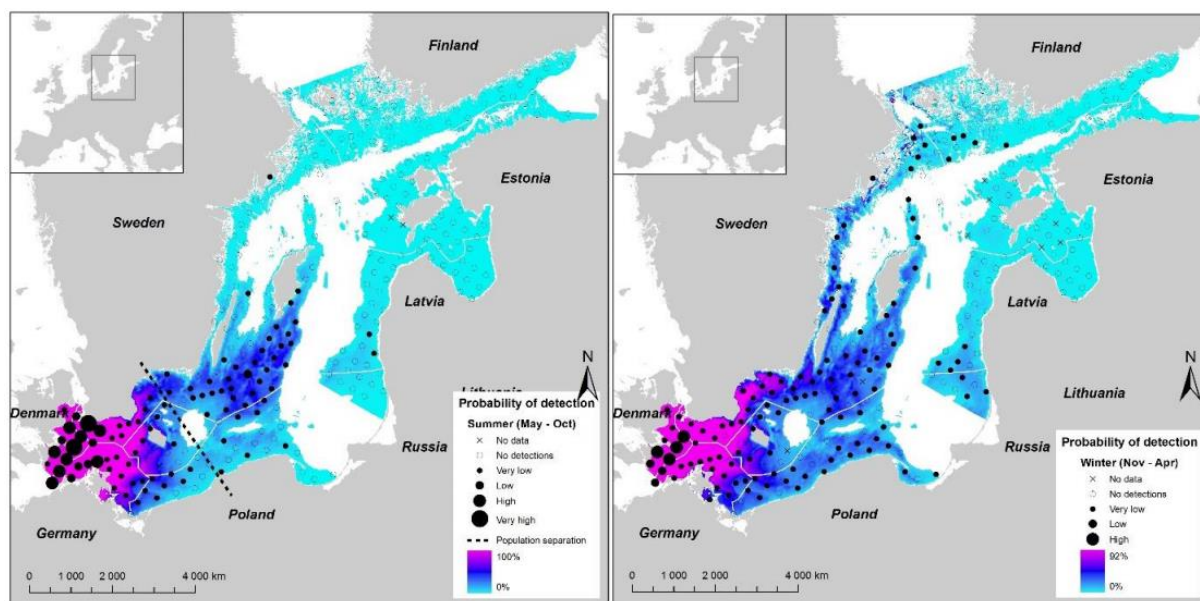 Finland
Sweden
Estonia
Latvia
Lithuania
Denmark
Russia
Germany
Poland
N
Probability of detection
Summer (May - Oct)
No data
No detections
Very low
Low
High
Very high
Population separation
100%
0%
0 1 000 2 000 4 000 km
Finland
Sweden
Estonia
Latvia
Lithuania
Denmark
Russia
Germany
Poland
N
Probability of detection
Winter (Nov - Apr)
No data
No detections
Very low
Low
High
92%
0%
0 1 000 2 000 4 000 km